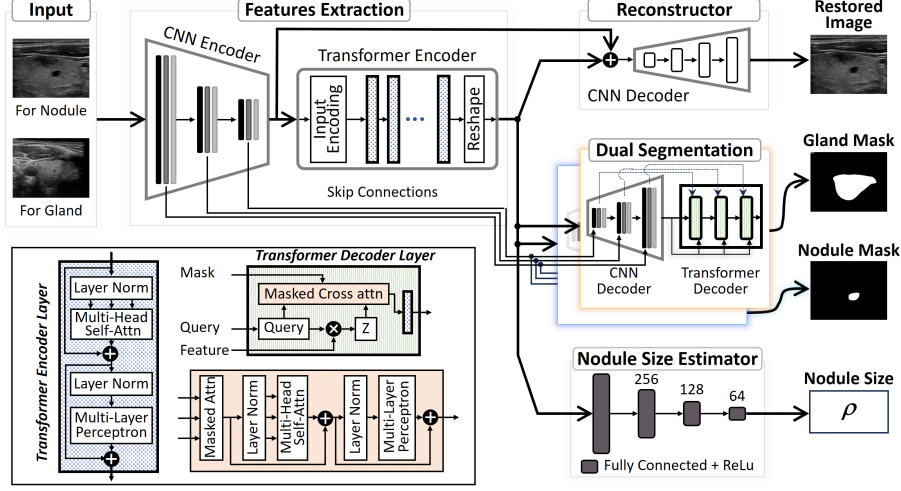 Input
For Nodule
For Gland
Features Extraction
CNN Encoder
Transformer Encoder
Input
Encoding
Reshape
Skip Connections
Reconstructor
CNN Decoder
Restored
Image
Dual Segmentation
CNN
Decoder
Transformer
Decoder
Gland Mask
Nodule Mask
Nodule Size Estimator
256
128
64
Fully Connected + ReLu
Nodule Size
ρ
Transformer Encoder Layer
Layer Norm
Multi-Head
Self-Attn
Layer Norm
Multi-Layer
Perceptron
Transformer Decoder Layer
Mask
Masked Cross attn
Query
Query
Z
Feature
Masked Attn
Layer Norm
Multi-Head
Self-Attn
Layer Norm
Multi-Layer
Perceptron